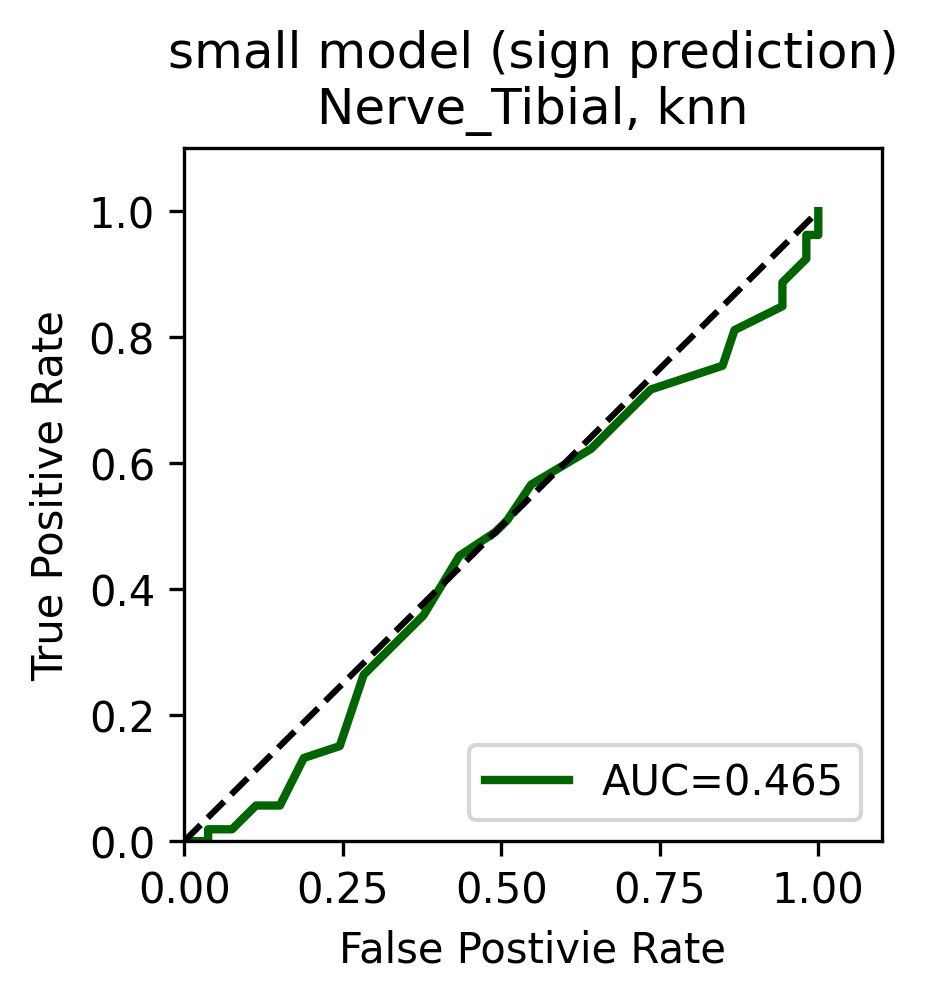 small model (sign prediction)
Nerve_Tibial, knn
True Positive Rate
1.0
0.8
0.6
0.4
0.2
0.0
AUC=0.465
0.00 0.25 0.50 0.75 1.00
False Postivie Rate